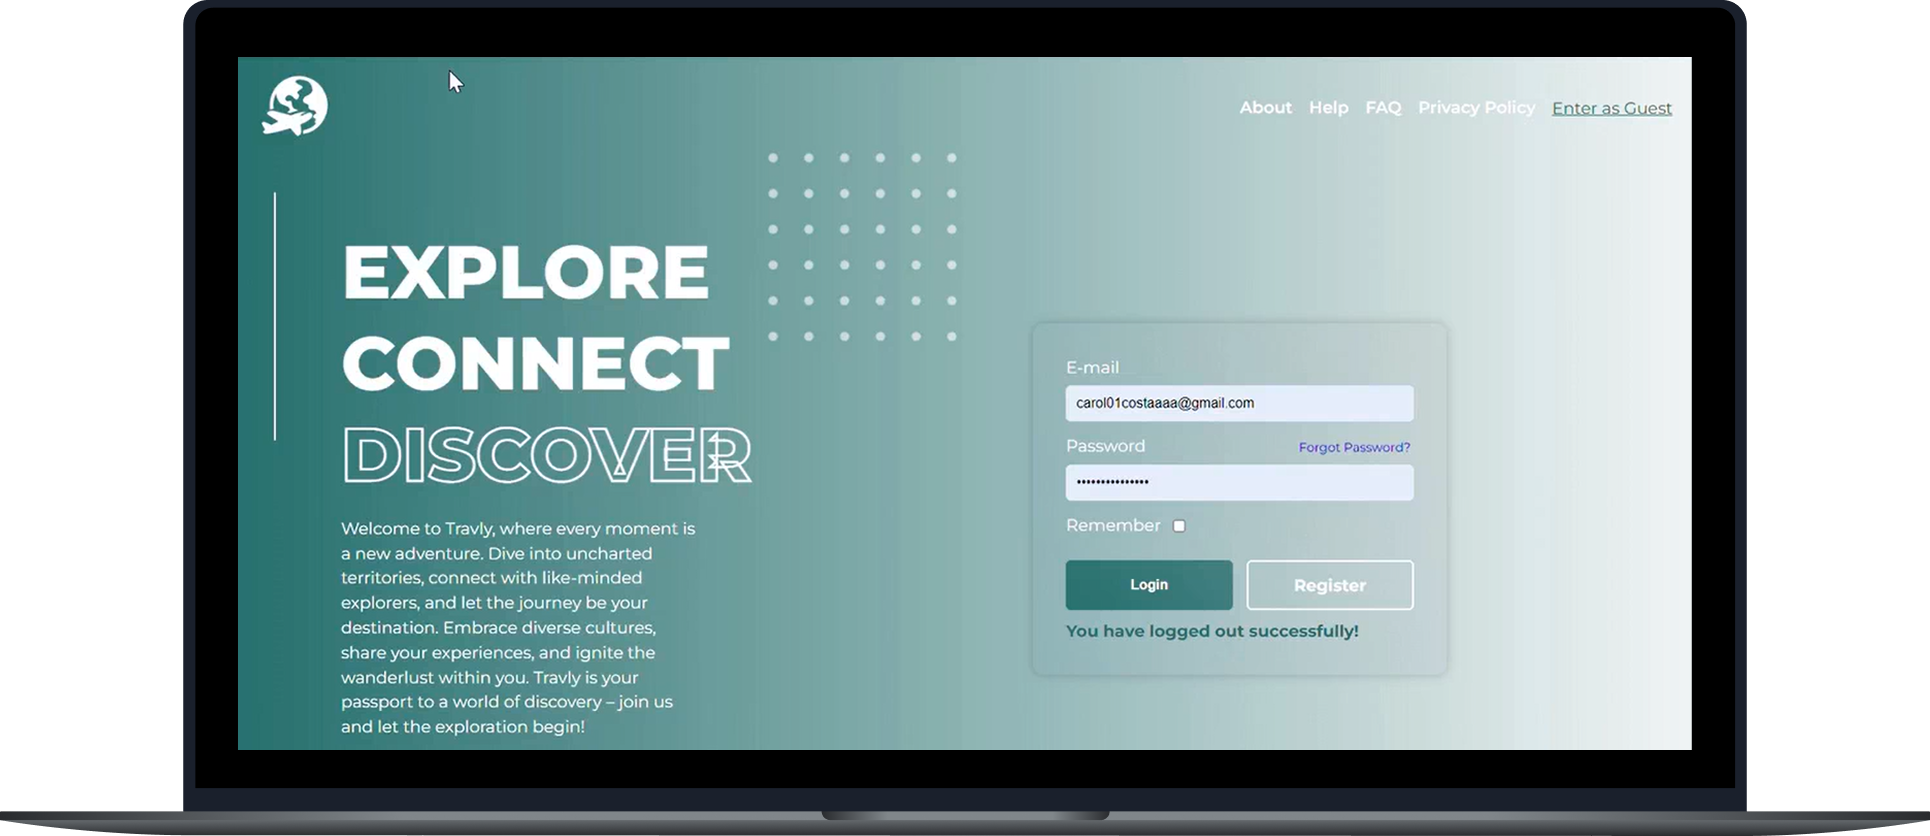 About Help FAQ Privacy Policy Enter as Guest
EXPLORE
CONNECT
DISCOVER
Welcome to Travly, where every moment is
a new adventure. Dive into uncharted
territories, connect with like-minded
explorers, and let the journey be your
destination. Embrace diverse cultures,
share your experiences, and ignite the
wanderlust within you. Travly is your
passport to a world of discovery – join us
and let the exploration begin!
E-mail
carol01costaaaa@gmail.com
Password Forgot Password?
•••••••••••••••
Remember
Login Register
You have logged out successfully!